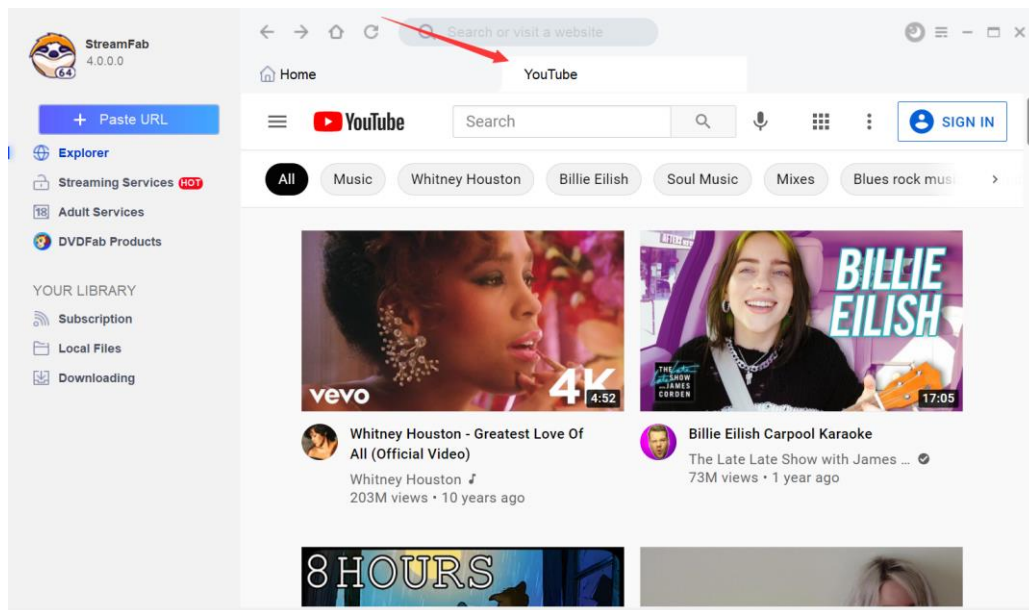 StreamFab
4.0.0.0
64
+ Paste URL
Explorer
Streaming Services HOT
18 Adult Services
DVDFab Products
YOUR LIBRARY
Subscription
Local Files
Downloading
Search or visit a website
Home
YouTube
YouTube
Search
SIGN IN
All Music Whitney Houston Billie Eilish Soul Music Mixes Blues rock mus
vevo
4K
4:52
Whitney Houston - Greatest Love Of
All (Official Video)
Whitney Houston
203M views • 10 years ago
BILLIE
EILISH
THE Late
Late SHOW
JAMES
CORDEN
17:05
Billie Eilish Carpool Karaoke
The Late Late Show with James ...
73M views • 1 year ago
8 HOURS